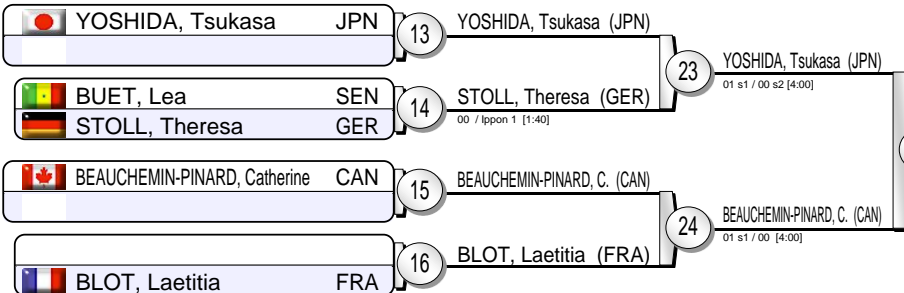 YOSHIDA, Tsukasa JPN
13
YOSHIDA, Tsukasa (JPN)
BUET, Lea SEN
STOLL, Theresa GER
14
STOLL, Theresa (GER)
00 / Ippon 1 [1:40]
23
YOSHIDA, Tsukasa (JPN)
01 s1 / 00 s2 [4:00]
BEAUCHEMIN-PINARD, Catherine CAN
15
BEAUCHEMIN-PINARD, C. (CAN)
BLOT, Laetitia FRA
16
BLOT, Laetitia (FRA)
24
BEAUCHEMIN-PINARD, C. (CAN)
01 s1 / 00 [4:00]